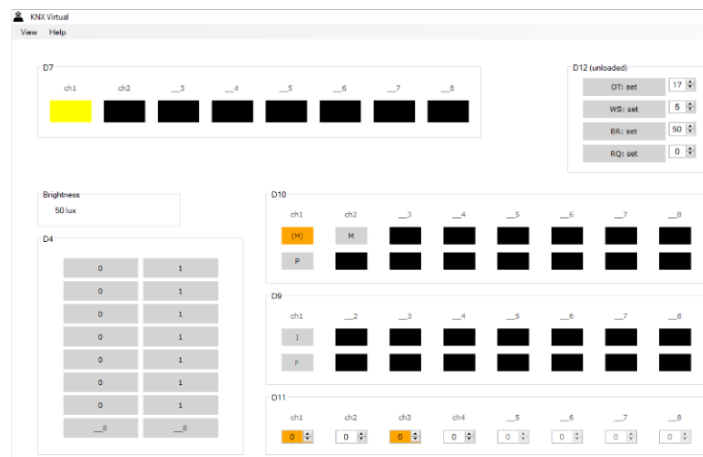 KNX Virtual
View Help
D7
ch1 ch2 __3 __4 __5 __6 __7 __8
D12 (unloaded)
OT: set 17
WS: set 5
BR: set 50
RQ: set 0
Brightness
50 lux
D4
0 1
0 1
0 1
0 1
0 1
0 1
0 1
__8 __8
D10
ch1 ch2 __3 __4 __5 __6 __7 __8
(M) M
P
D9
ch1 __2 __3 __4 __5 __6 __7 __8
I
F
D11
ch1 ch2 ch3 ch4 __5 __6 __7 __8
0 0 0 0 0 0 0 0